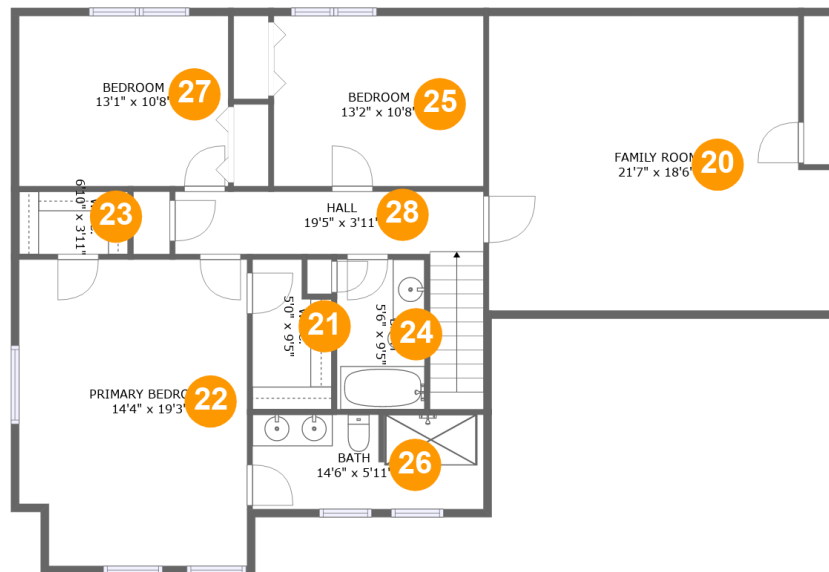 BEDROOM
13'1" x 10'8"
27
BEDROOM
13'2" x 10'8"
25
FAMILY ROOM
21'7" x 18'6"
20
6'10" x 3'11"
23
HALL
19'5" x 3'11"
28
5'0" x 9'5"
21
5'6" x 9'5"
24
PRIMARY BEDRO
14'4" x 19'3"
22
BATH
14'6" x 5'11"
26